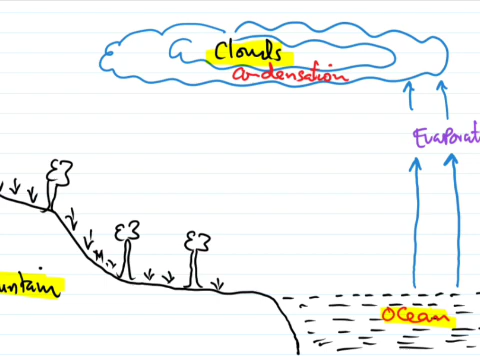 Clouds
Condensation
Evaporat
untain
Ocean